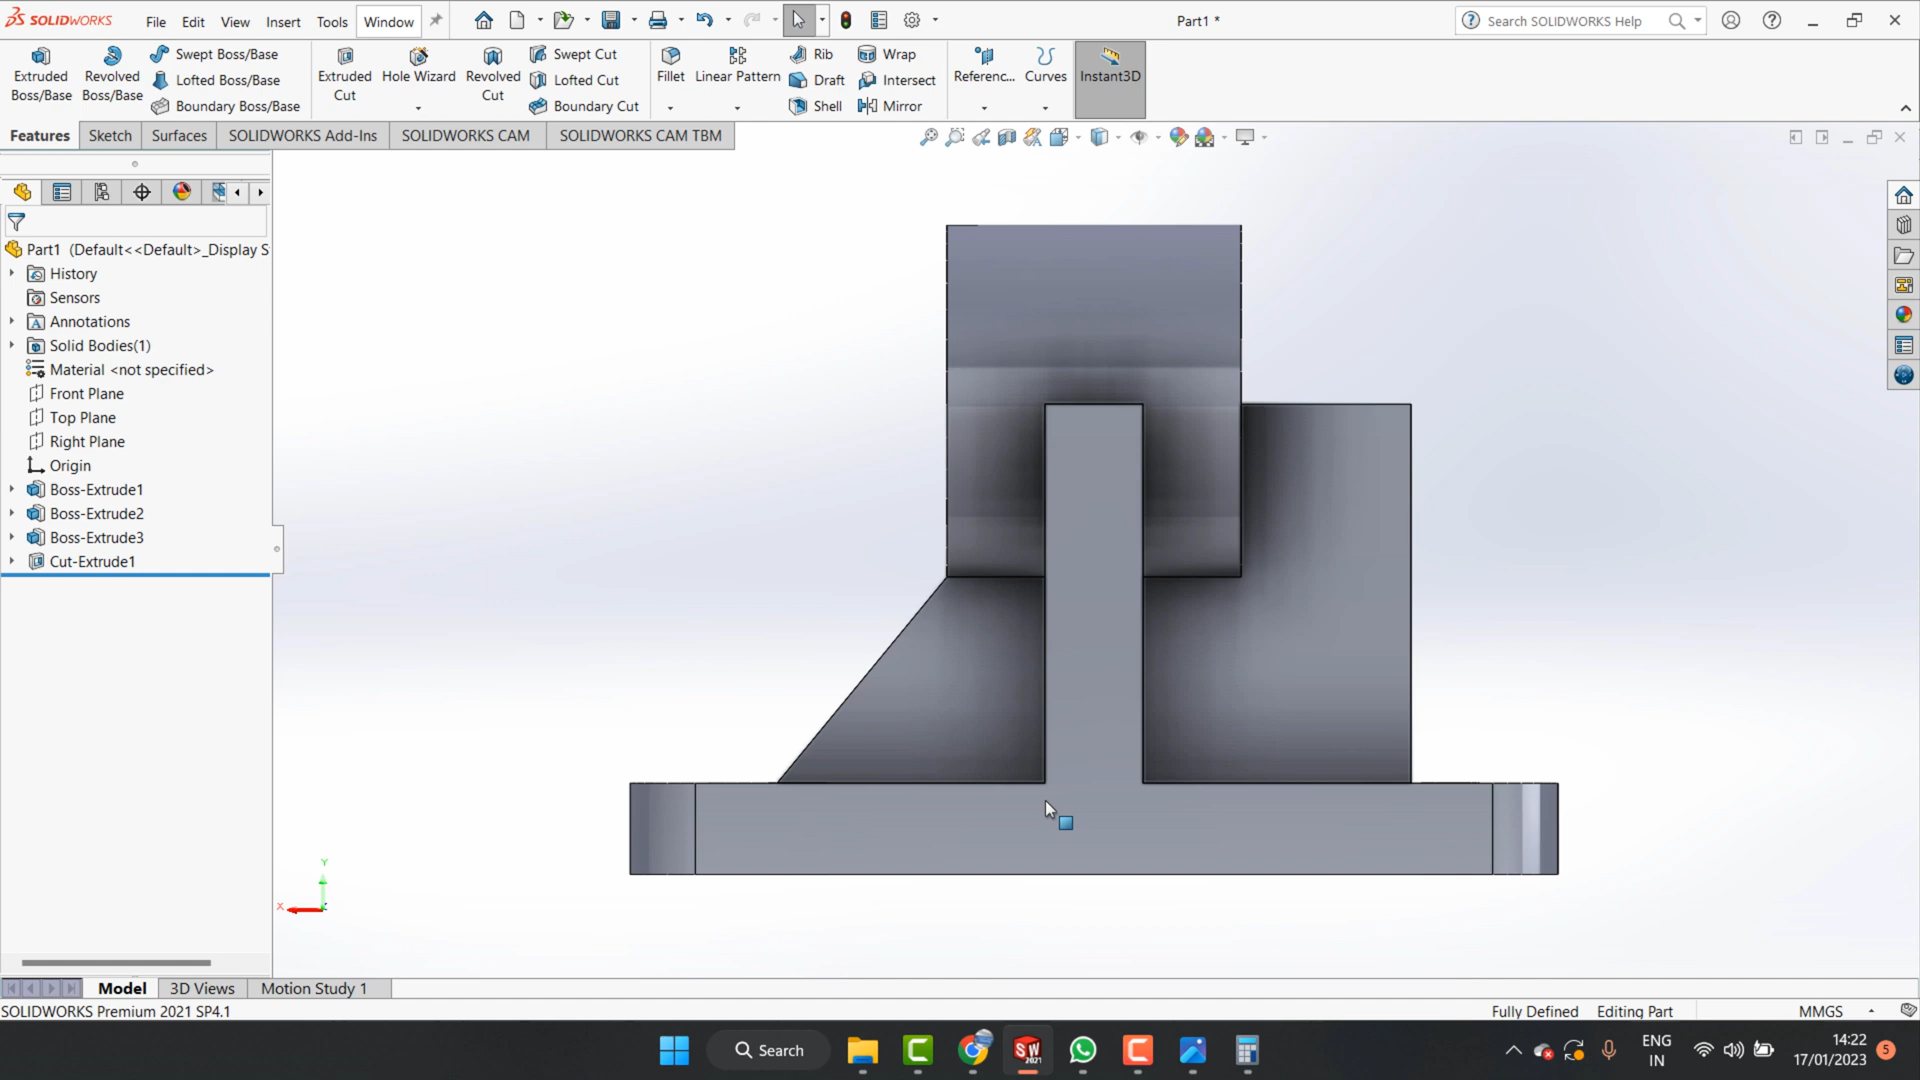 SOLIDWORKS File Edit View Insert Tools Window Part1 * Search SOLIDWORKS Help
Extruded Boss/Base
Revolved Boss/Base
Swept Boss/Base
Lofted Boss/Base
Boundary Boss/Base
Extruded Cut
Hole Wizard
Revolved Cut
Swept Cut
Lofted Cut
Boundary Cut
Fillet
Linear Pattern
Rib
Draft
Shell
Wrap
Intersect
Mirror
Referenc...
Curves
Instant3D
Features Sketch Surfaces SOLIDWORKS Add-Ins SOLIDWORKS CAM SOLIDWORKS CAM TBM
Part1 (Default<<Default>_Display S
History
Sensors
Annotations
Solid Bodies(1)
Material <not specified>
Front Plane
Top Plane
Right Plane
Origin
Boss-Extrude1
Boss-Extrude2
Boss-Extrude3
Cut-Extrude1
Y
X
Z
Model 3D Views Motion Study 1
SOLIDWORKS Premium 2021 SP4.1 Fully Defined Editing Part MMGS
Search
SW
2021
ENG
IN
14:22
17/01/2023
5